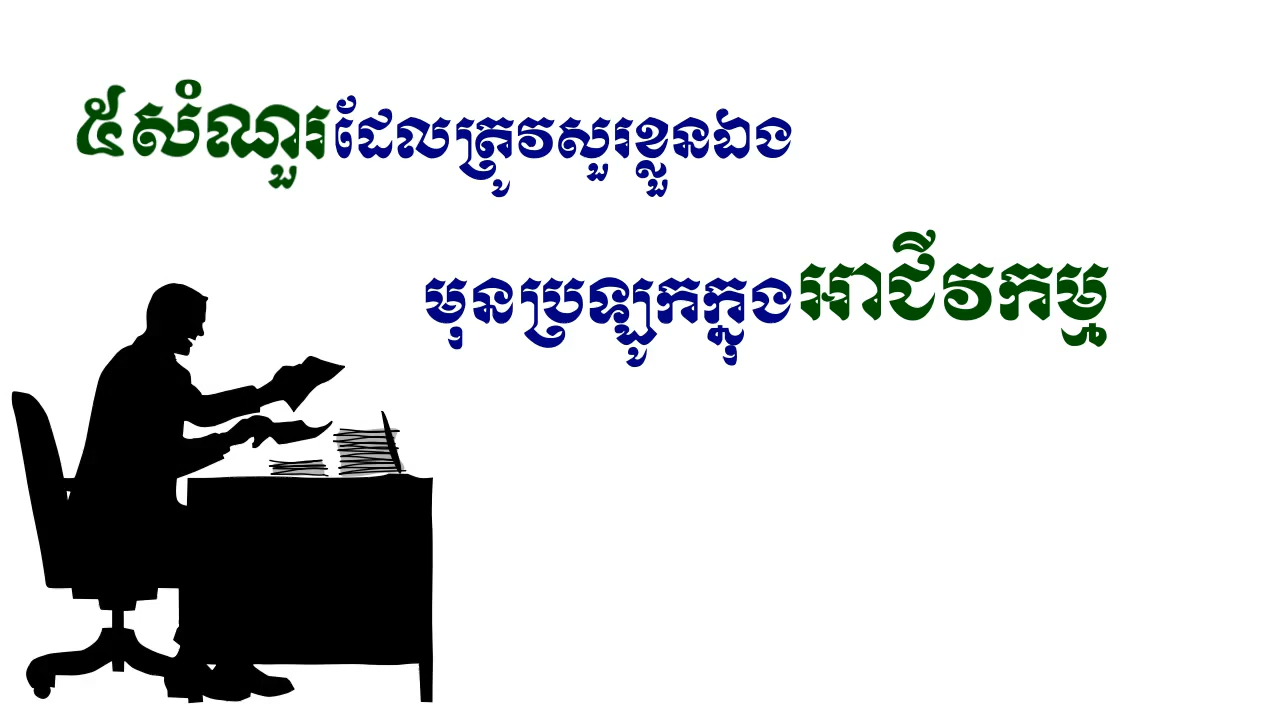 ៥សំណួរដែលត្រូវសួរខ្លួនឯង
មុនប្រឡូកក្នុងអាជីវកម្ម